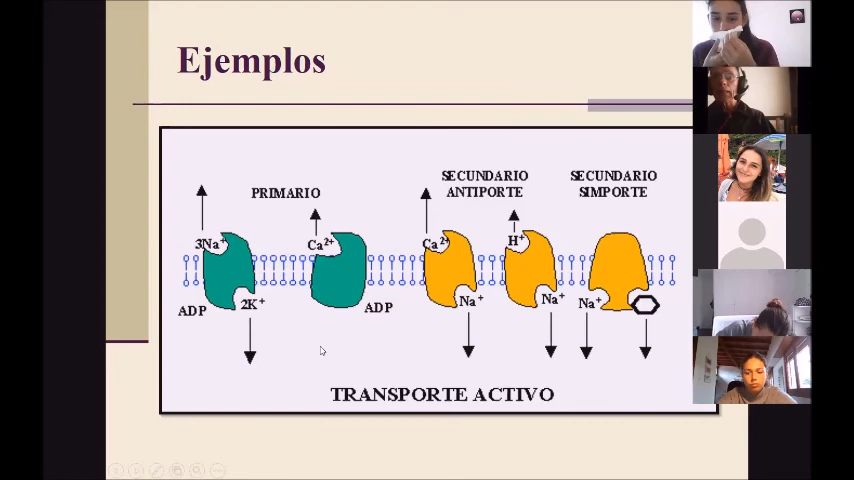 Ejemplos
PRIMARIO
SECUNDARIO
ANTIPORTE
SECUNDARIO
SIMPORTE
3Na⁺
Ca²⁺
Ca²⁺
H⁺
ADP
2K⁺
ADP
Na⁺
Na⁺
Na⁺
TRANSPORTE ACTIVO